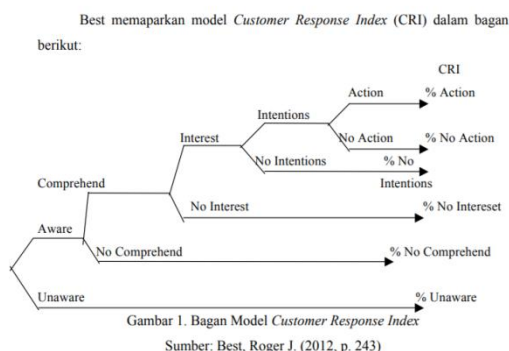 Best memaparkan model Customer Response Index (CRI) dalam bagan
berikut:
CRI
Action % Action
Intentions
No Action % No Action
Interest
No Intentions % No
Intentions
Comprehend
No Interest % No Intereset
Aware
No Comprehend % No Comprehend
Unaware % Unaware
Gambar 1. Bagan Model Customer Response Index
Sumber: Best, Roger J. (2012, p. 243)